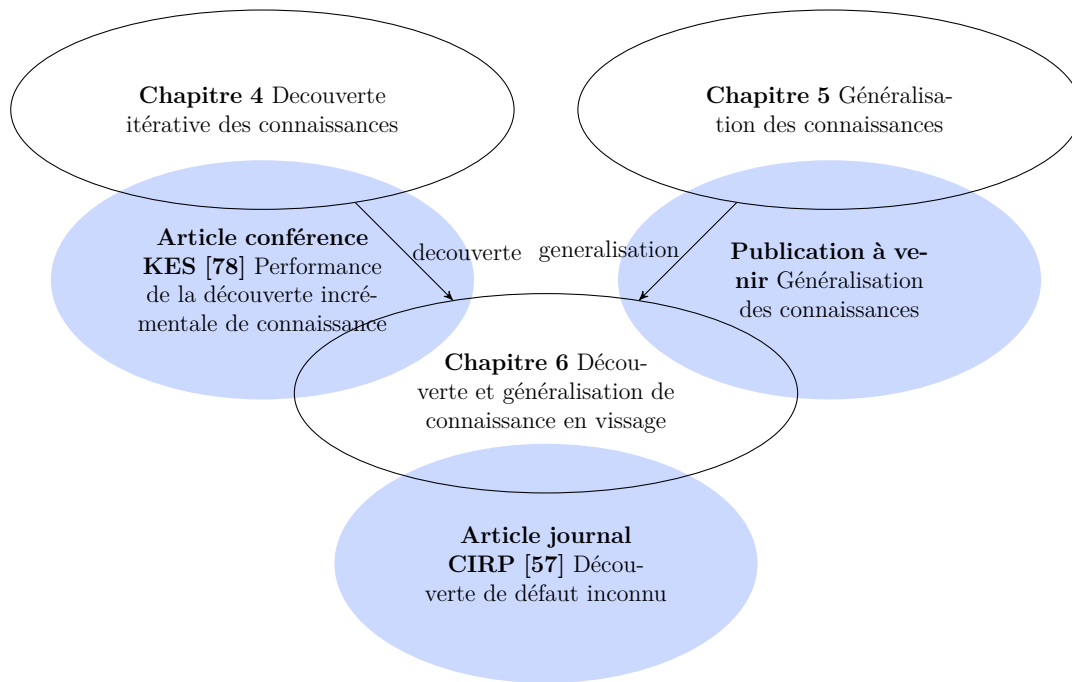 Chapitre 4 Decouverte
itérative des connaissances
Chapitre 5 Générálisa-
tion des connaissances
Article conférence
KES [78] Performance
de la découverte incré-
mentale de connaissance
decouverte
generalisation
Publication à ve-
nir Généralisation
des connaissances
Chapitre 6 Décou-
verte et généralisation de
connaissance en vissage
Article journal
CIRP [57] Décou-
verte de défaut inconnu